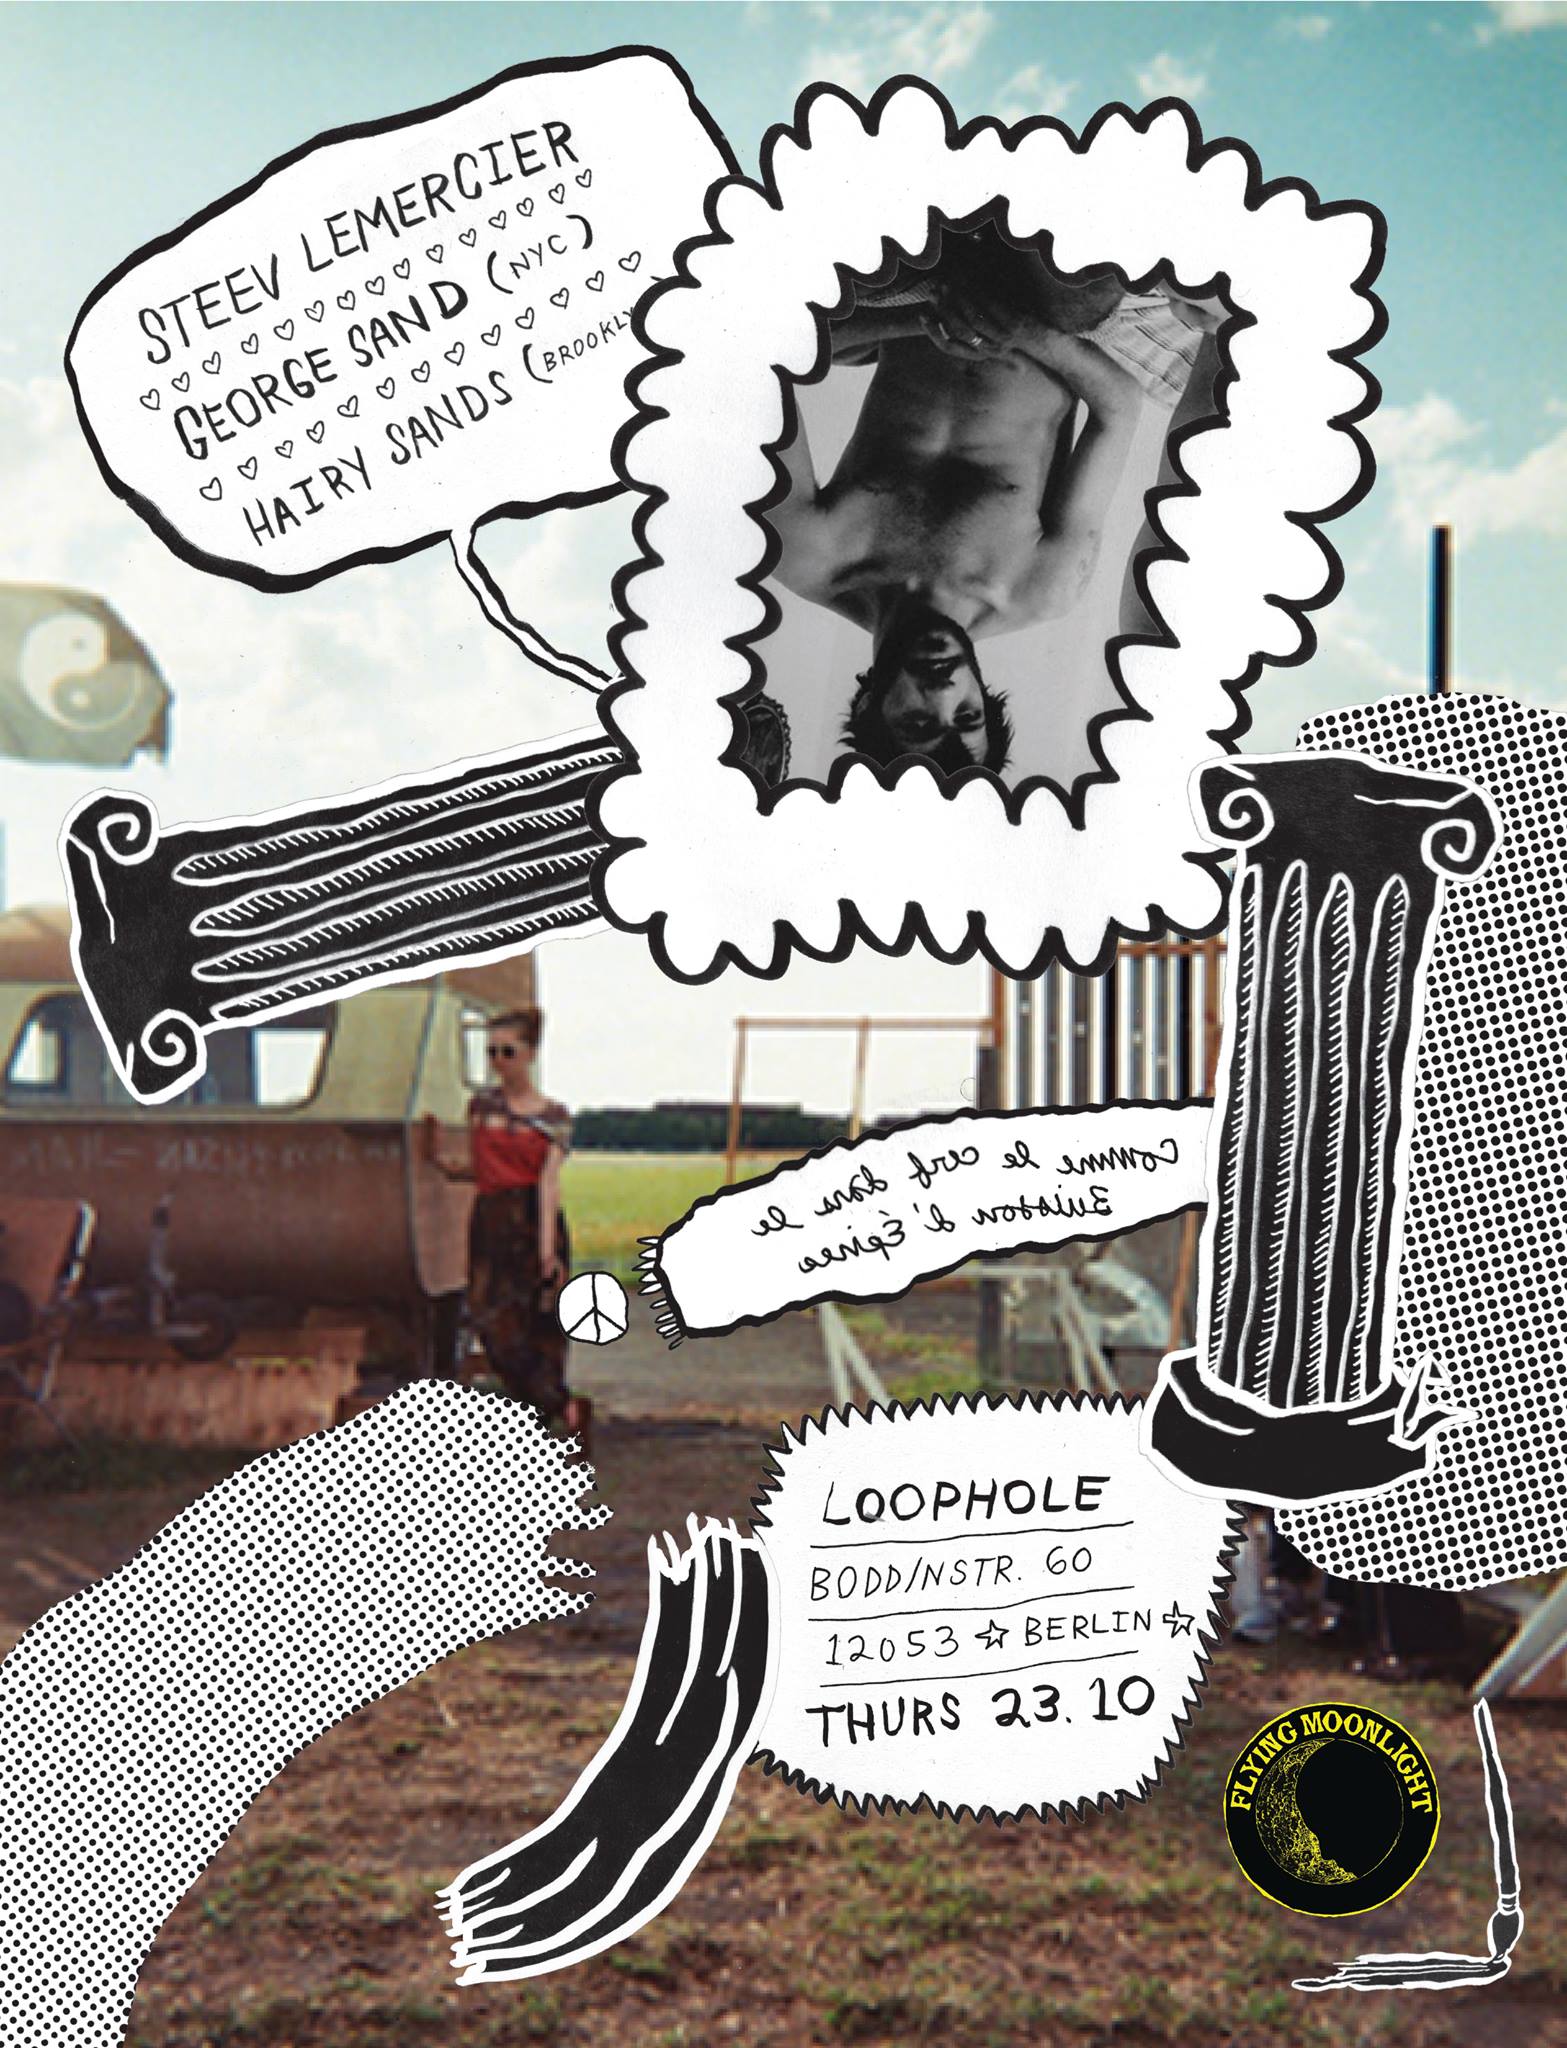 STEEV LEMERCIER
GEORGE SAND (NYC)
HAIRY SANDS (BROOKLY
Comme le cerf dans le
Buisson d'Épines
LOOPHOLE
BODDINSTR. 60
12053 ☆ BERLIN ☆
THURS 23.10
FLYING MOONLIGHT